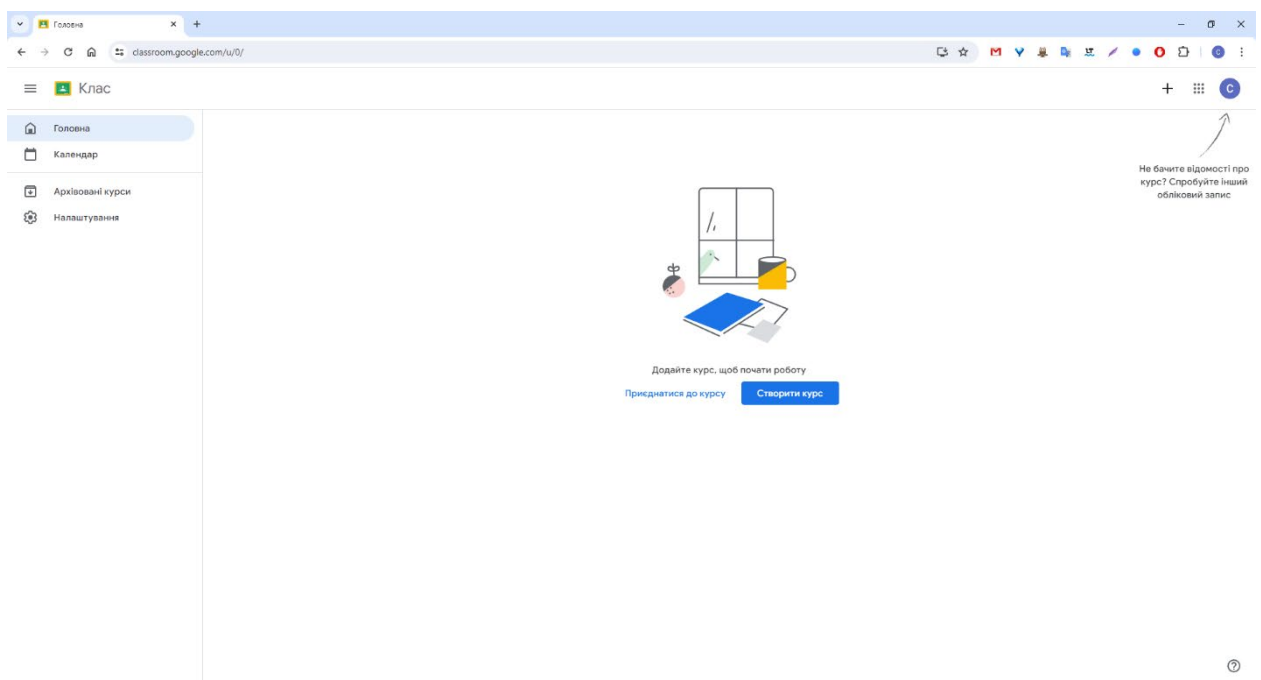 Головна
classroom.google.com/u/0/
Клас
C
Головна
Календар
Архівовані курси
Налаштування
Не бачите відомості про
курс? Спробуйте інший
обліковий запис
Додайте курс, щоб почати роботу
Приєднатися до курсу
Створити курс